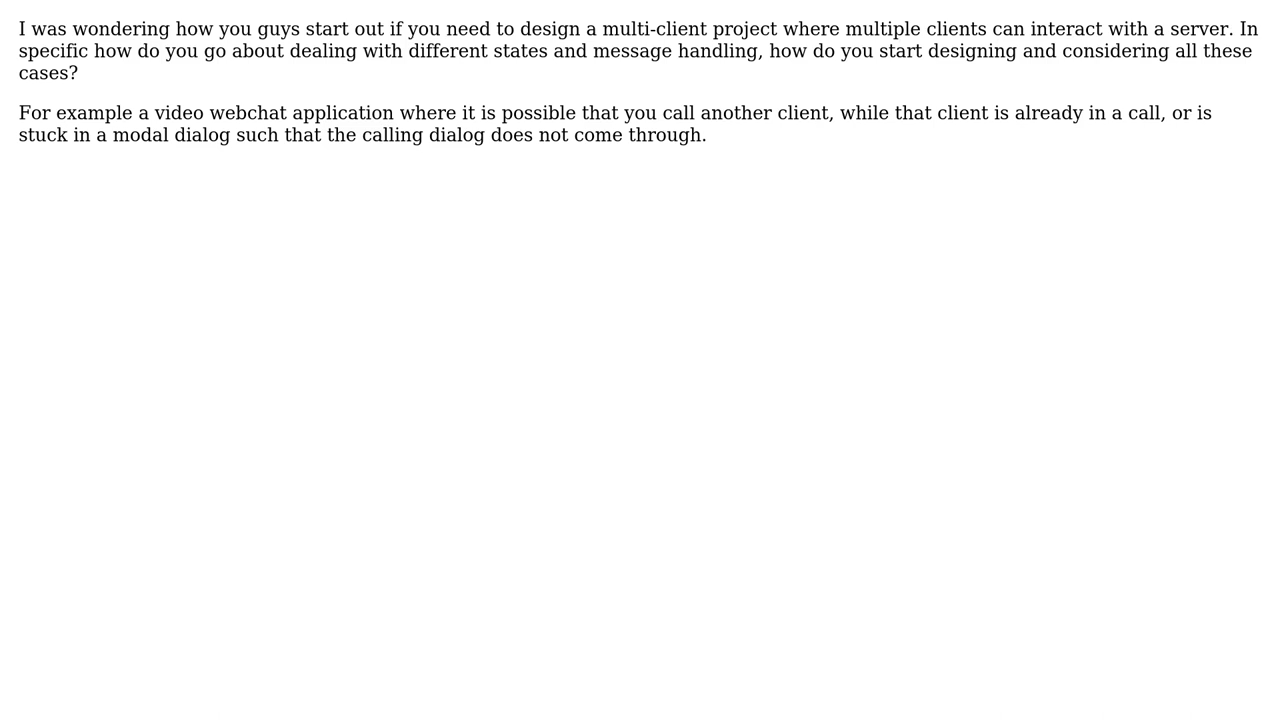 I was wondering how you guys start out if you need to design a multi-client project where multiple clients can interact with a server. In
specific how do you go about dealing with different states and message handling, how do you start designing and considering all these
cases?
For example a video webchat application where it is possible that you call another client, while that client is already in a call, or is
stuck in a modal dialog such that the calling dialog does not come through.